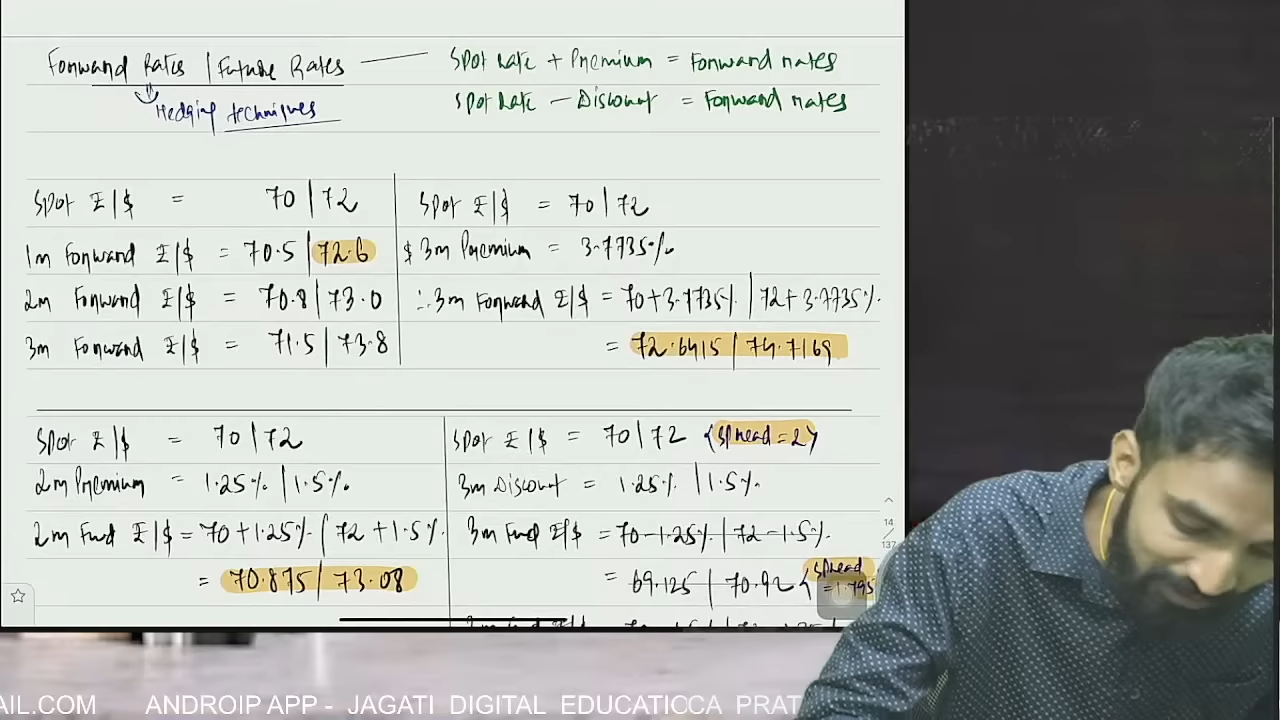 Forward Rates | Future Rates
Spot Rate + Premium = Forward rates
Hedging techniques
Spot Rate - Discount = Forward rates
Spot ₹|$ = 70 | 72
1m Forward ₹|$ = 70.5 | 72.6
2m Forward ₹|$ = 70.8 | 73.0
3m Forward ₹|$ = 71.5 | 73.8
Spot ₹|$ = 70 | 72
$ 3m Premium = 3.7735%
∴ 3m Forward ₹|$ = 70+3.7735% | 72+3.7735%
= 72.6415 | 74.7169
Spot ₹|$ = 70 | 72
2m Premium = 1.25% | 1.5%
2m Fwd ₹|$ = 70+1.25% | 72+1.5%
= 70.875 | 73.08
Spot ₹|$ = 70 | 72 {Spread = 2}
3m Discount = 1.25% | 1.5%
3m Fwd ₹|$ = 70-1.25% | 72-1.5%
= 69.125 | 70.92 {Spread = 1.795
14
137
AIL.COM ANDROIP APP - JAGATI DIGITAL EDUCATICCA PRAT